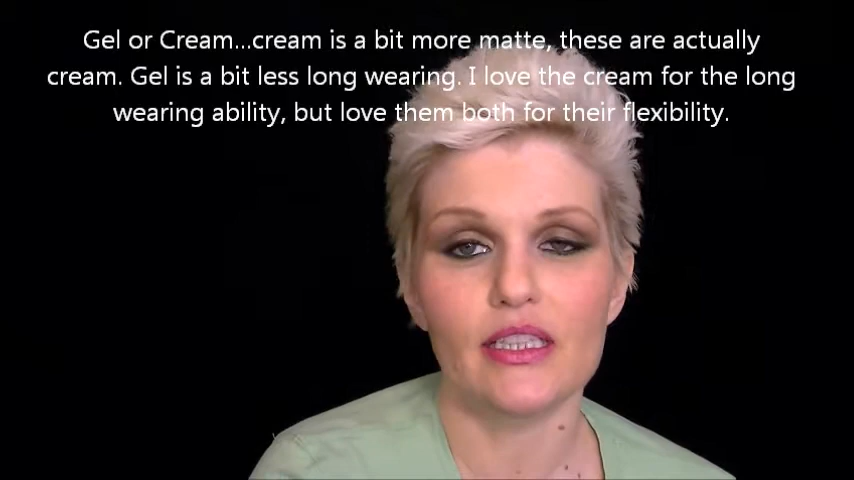 Gel or Cream...cream is a bit more matte, these are actually
cream. Gel is a bit less long wearing. I love the cream for the long
wearing ability, but love them both for their flexibility.